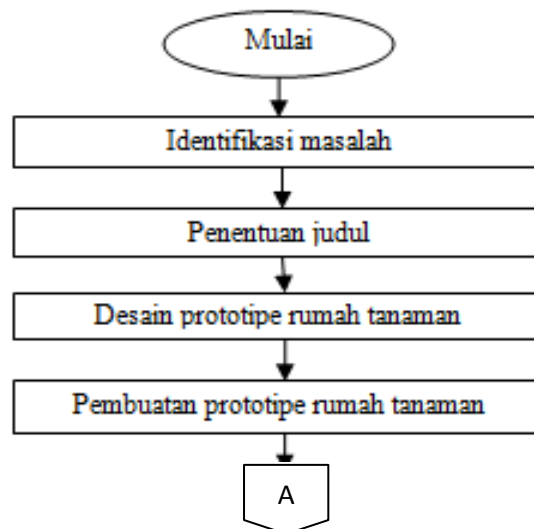 Mulai
Identifikasi masalah
Penentuan judul
Desain prototipe rumah tanaman
Pembuatan prototipe rumah tanaman
A